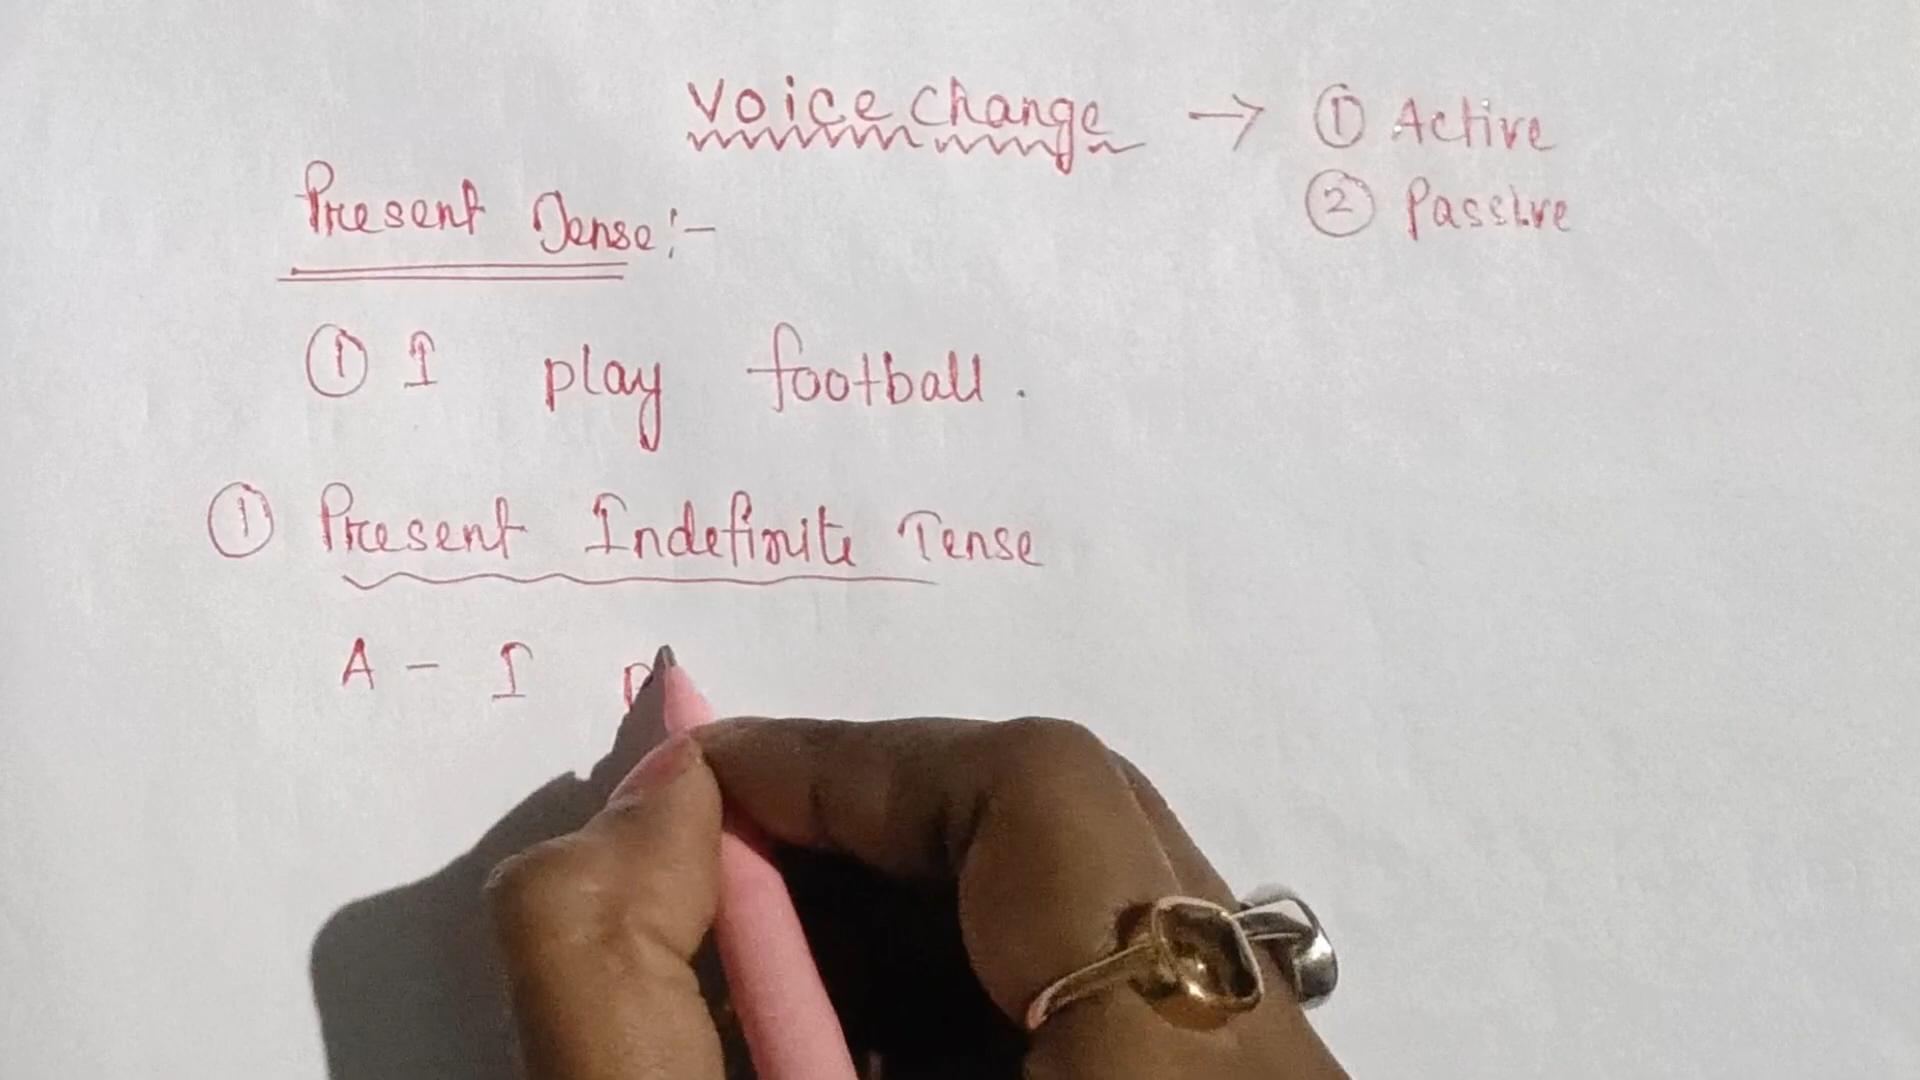 Voice change → ① Active
② Passive
Present Tense:-
① I play football.
① Present Indefinite Tense
A - I p